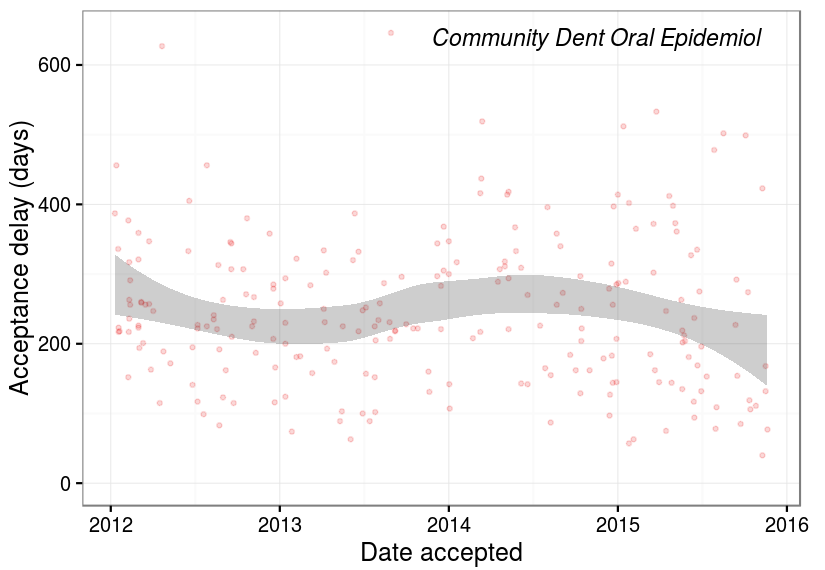 Community Dent Oral Epidemiol
Acceptance delay (days)
600
400
200
0
2012 2013 2014 2015 2016
Date accepted